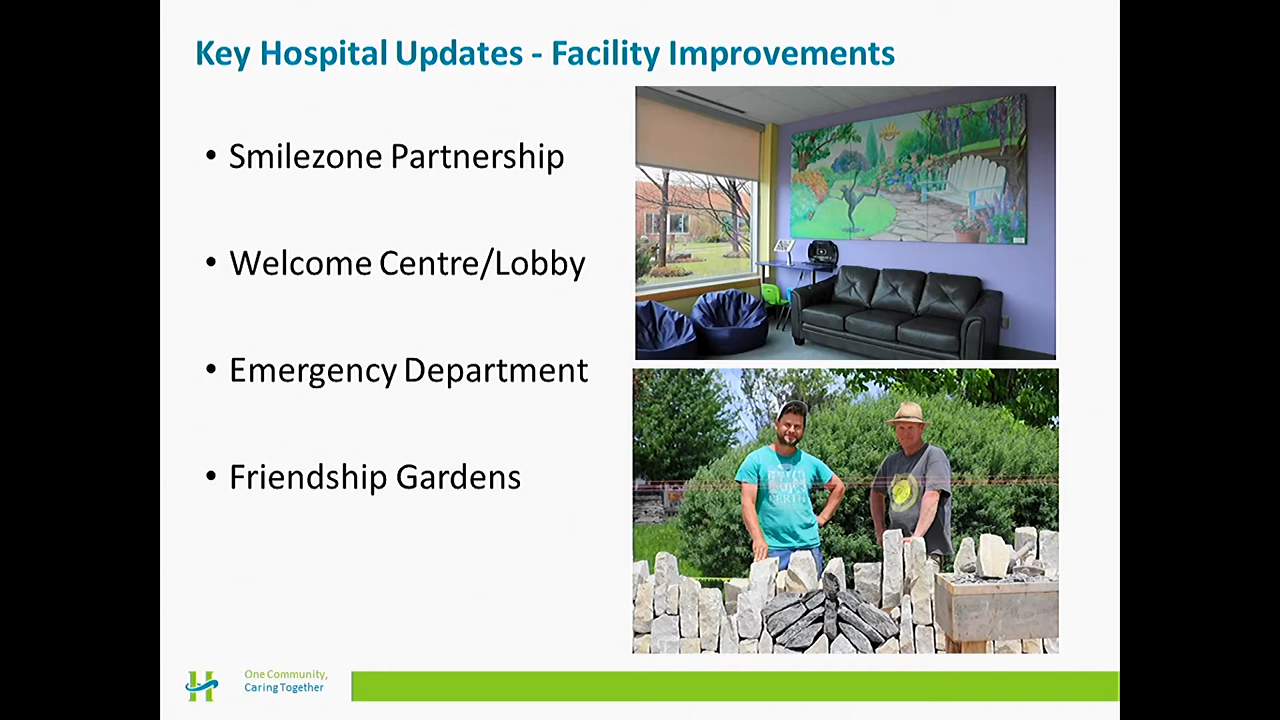 Key Hospital Updates - Facility Improvements
• Smilezone Partnership
• Welcome Centre/Lobby
• Emergency Department
• Friendship Gardens
One Community,
Caring Together